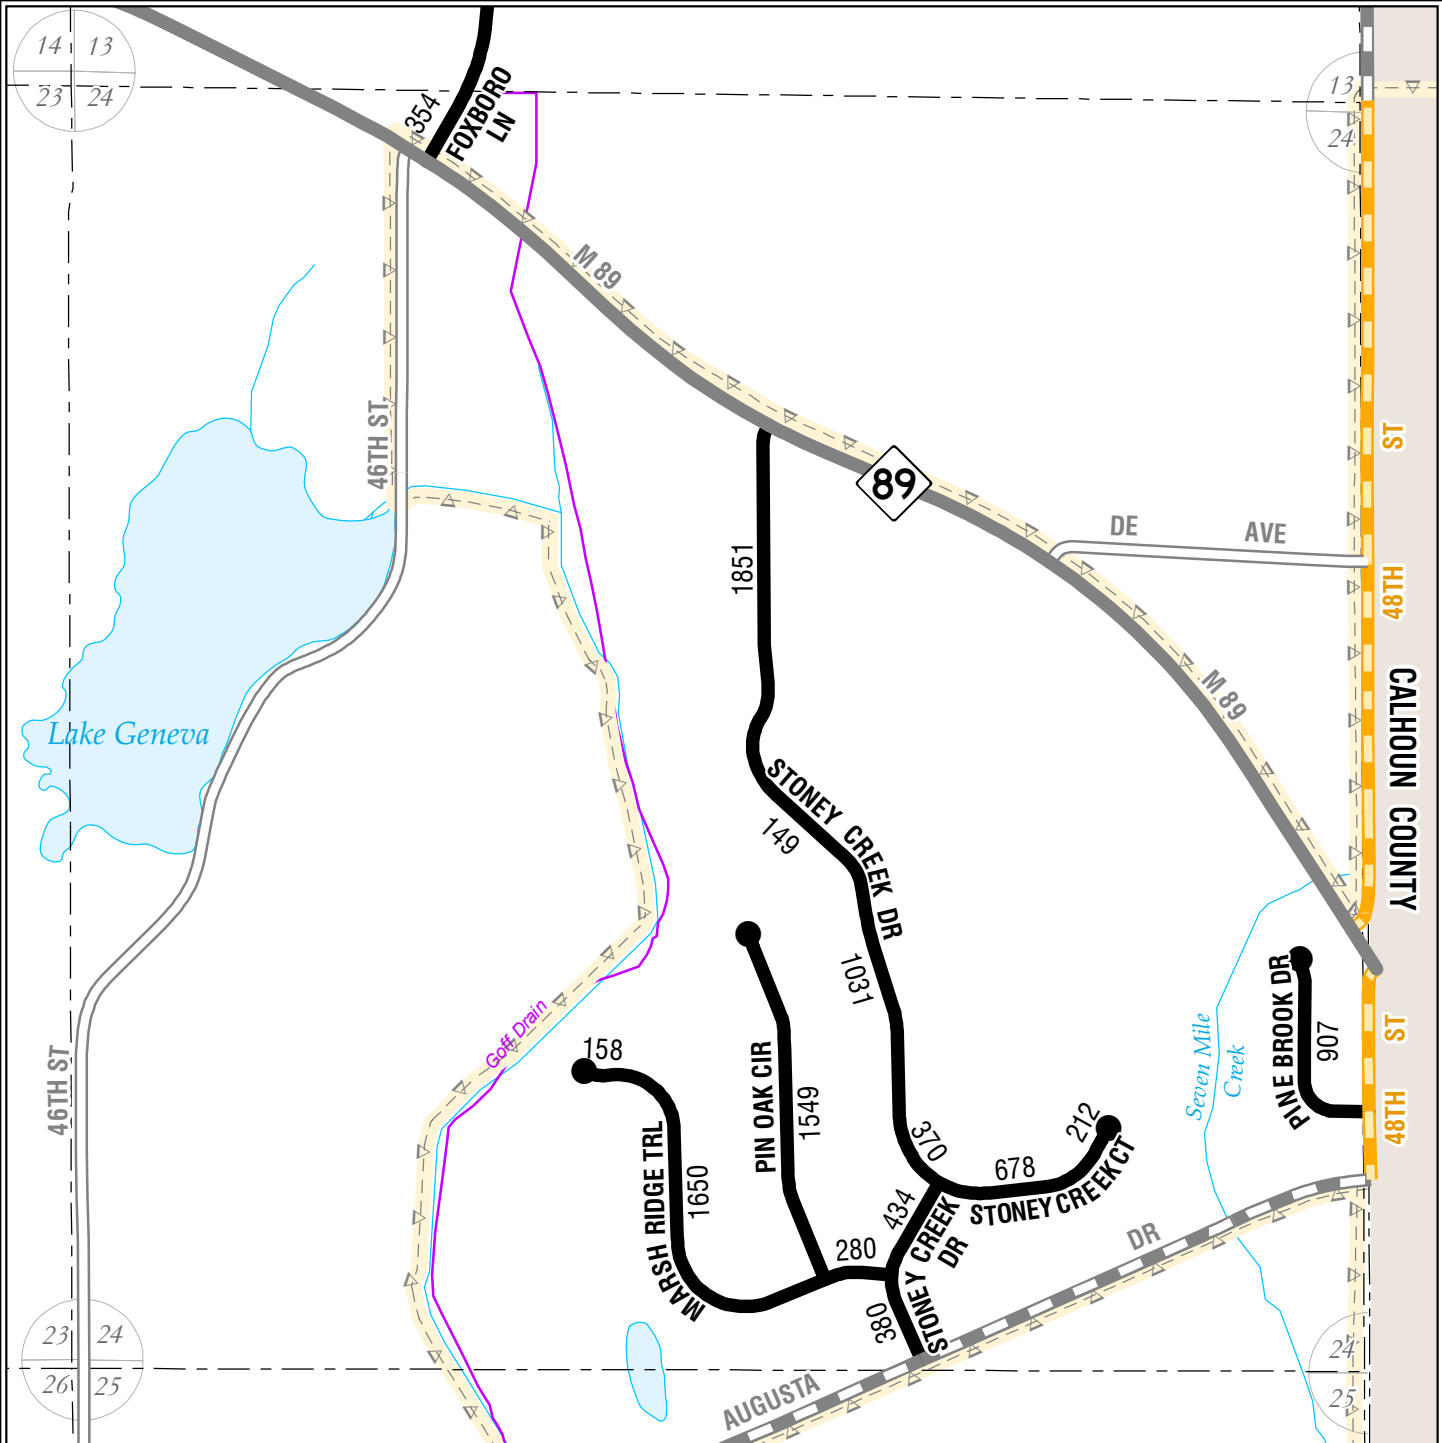 14 13
23 24
13
24
354
FOXBORO
LN
M 89
46TH ST
89
ST
DE AVE
48TH
1851
M 89
CALHOUN COUNTY
Lake Geneva
STONEY CREEK DR
149
1031
PINE BROOK DR
907
ST
48TH
Seven Mile
Creek
Goff Drain
158
46TH ST
PIN OAK CIR
1549
MARSH RIDGE TRL
1650
370
678
212
STONEY CREEK CT
434
STONEY CREEK
DR
280
380
STONEY CREEK DR
AUGUSTA DR
23 24
26 25
24
25